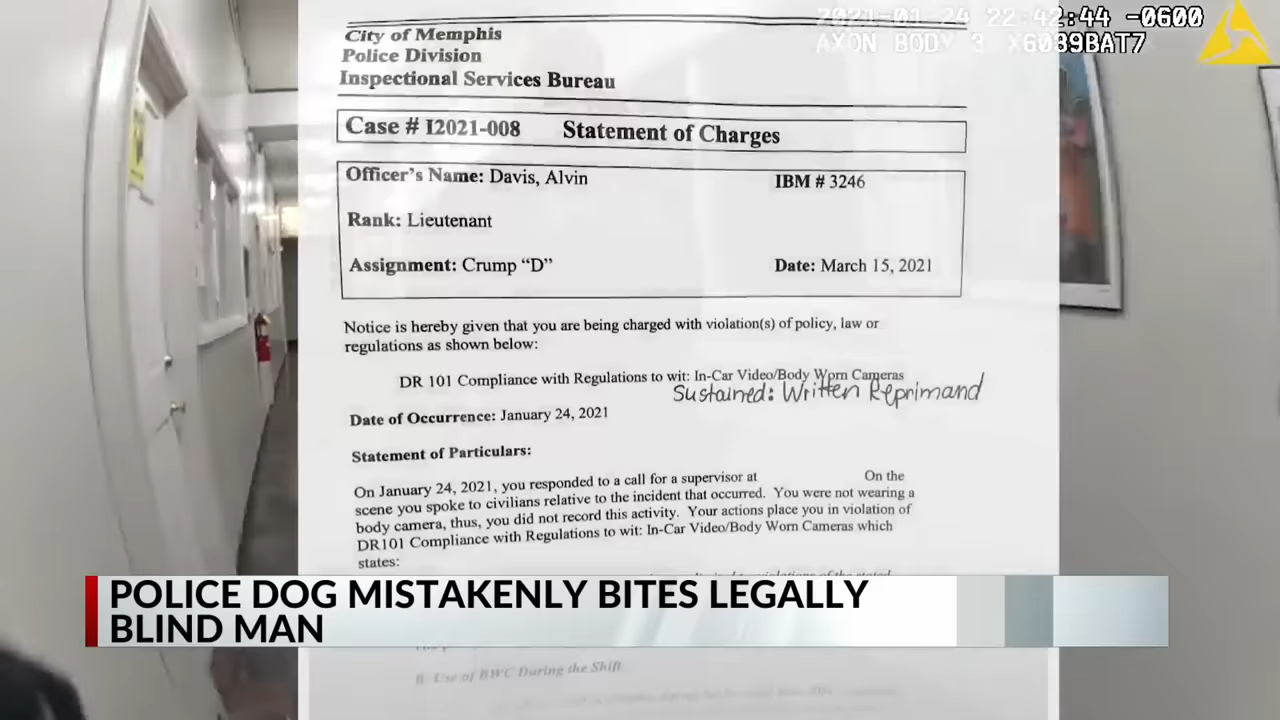 2021-01-24 22:42:44 -0600
AXON BODY 3 X6089BAT7
City of Memphis
Police Division
Inspectional Services Bureau
Case # I2021-008 Statement of Charges
Officer's Name: Davis, Alvin IBM # 3246
Rank: Lieutenant
Assignment: Crump “D” Date: March 15, 2021
Notice is hereby given that you are being charged with violation(s) of policy, law or
regulations as shown below:
DR 101 Compliance with Regulations to wit: In-Car Video/Body Worn Cameras
Sustained: Written Reprimand
Date of Occurrence: January 24, 2021
Statement of Particulars:
On January 24, 2021, you responded to a call for a supervisor at On the
scene you spoke to civilians relative to the incident that occurred. You were not wearing a
body camera, thus, you did not record this activity. Your actions place you in violation of
DR101 Compliance with Regulations to wit: In-Car Video/Body Worn Cameras which
states:
POLICE DOG MISTAKENLY BITES LEGALLY
BLIND MAN
B. Use of BWC During the Shift